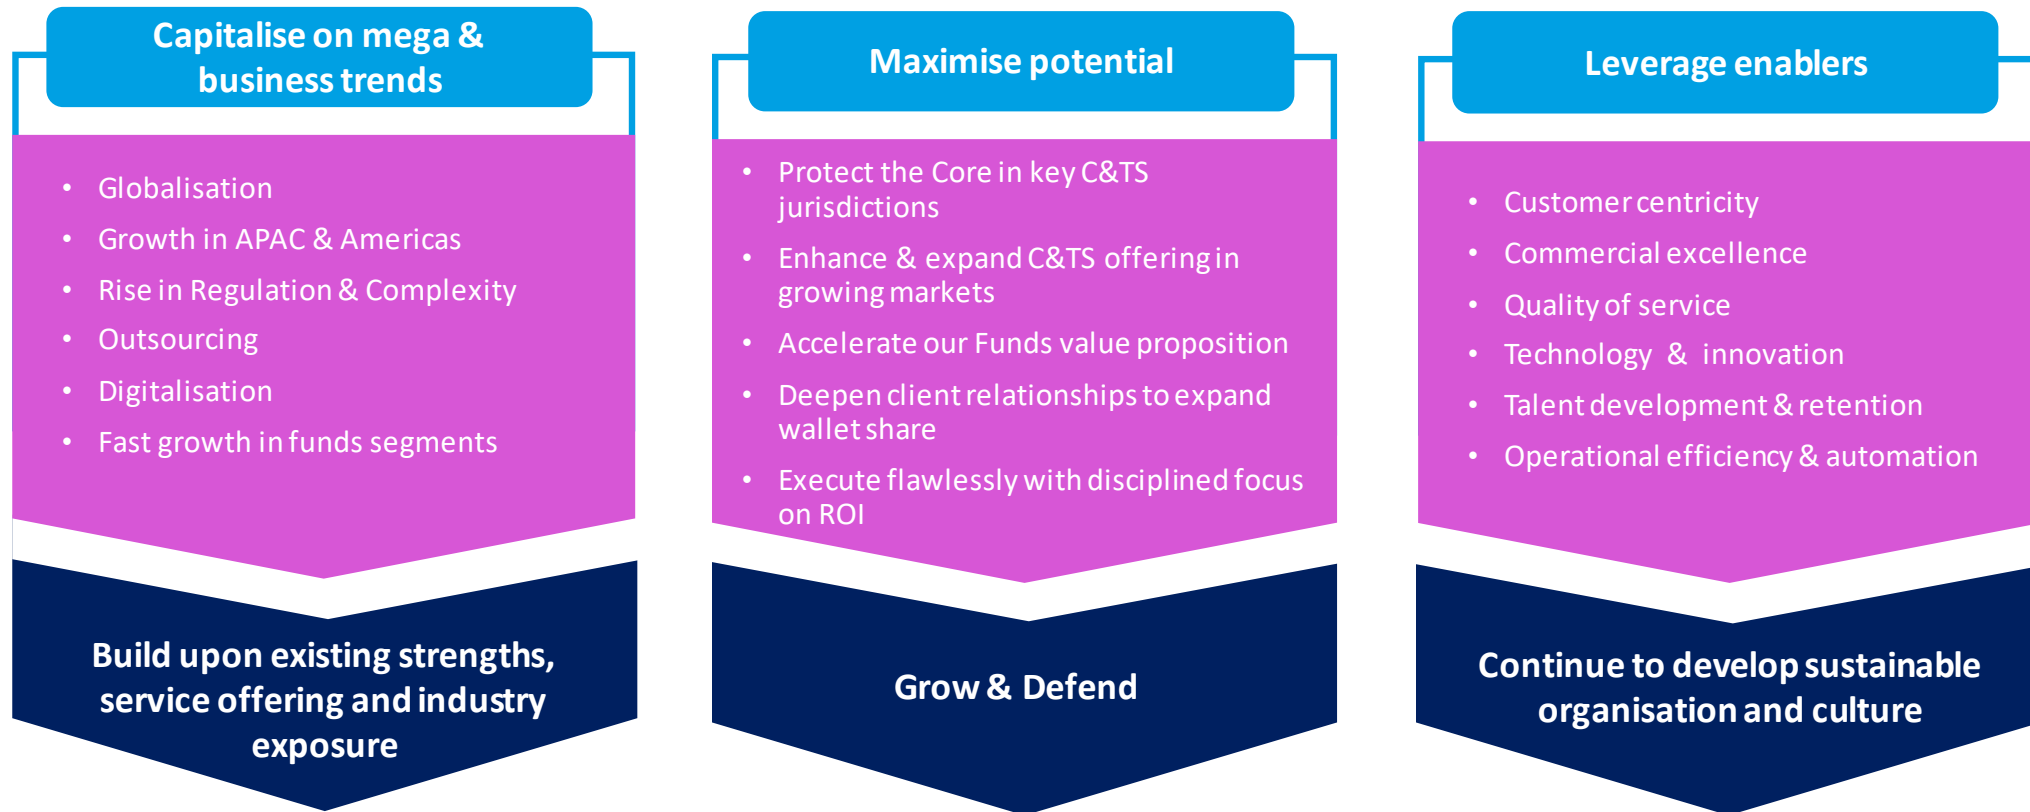 Capitalise on mega &
business trends
• Globalisation
• Growth in APAC & Americas
• Rise in Regulation & Complexity
• Outsourcing
• Digitalisation
• Fast growth in funds segments
Build upon existing strengths,
service offering and industry
exposure
Maximise potential
• Protect the Core in key C&TS
jurisdictions
• Enhance & expand C&TS offering in
growing markets
• Accelerate our Funds value proposition
• Deepen client relationships to expand
wallet share
• Execute flawlessly with disciplined focus
on ROI
Grow & Defend
Leverage enablers
• Customer centricity
• Commercial excellence
• Quality of service
• Technology & innovation
• Talent development & retention
• Operational efficiency & automation
Continue to develop sustainable
organisation and culture